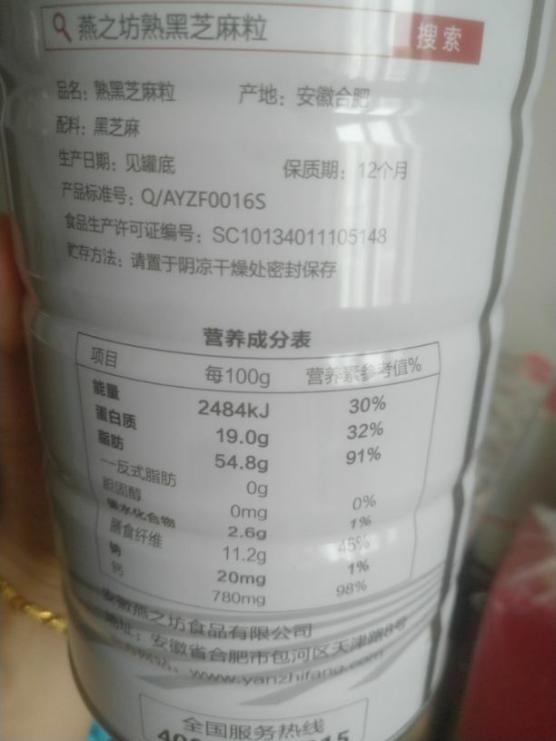 燕之坊熟黑芝麻粒 搜索
品名：熟黑芝麻粒 产地：安徽合肥
配料：黑芝麻
生产日期：见罐底 保质期：12个月
产品标准号：Q/AYZF0016S
食品生产许可证编号：SC10134011105148
贮存方法：请置于阴凉干燥处密封保存
营养成分表
项目 每100g 营养素参考值%
能量 2484kJ 30%
蛋白质 19.0g 32%
脂肪 54.8g 91%
—反式脂肪 0g
胆固醇 0mg 0%
碳水化合物 2.6g 1%
膳食纤维 11.2g 45%
钠 20mg 1%
钙 780mg 98%
安徽燕之坊食品有限公司
地址：安徽省合肥市包河区天津路8号
www.yanzhifang.com
全国服务热线